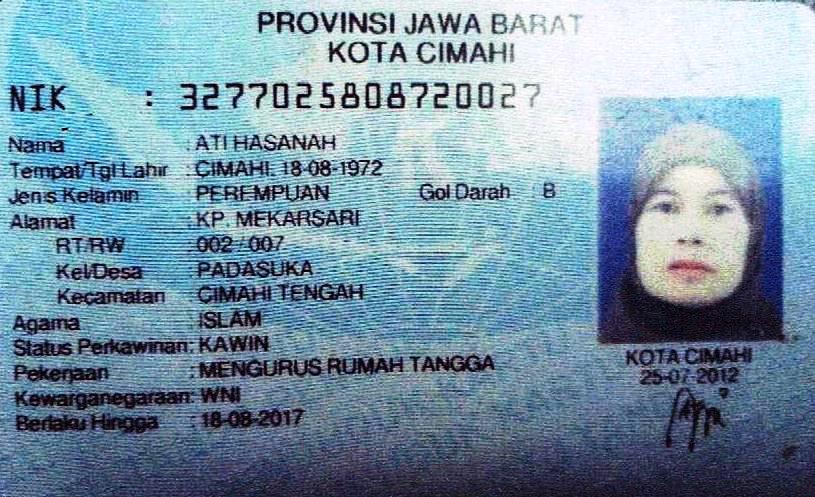 PROVINSI JAWA BARAT
KOTA CIMAHI
NIK : 3277025808720027
Nama : ATI HASANAH
Tempat/Tgl Lahir : CIMAHI, 18-08-1972
Jenis Kelamin : PEREMPUAN Gol Darah B
Alamat : KP. MEKARSARI
RT/RW : 002 / 007
Kel/Desa : PADASUKA
Kecamatan : CIMAHI TENGAH
Agama : ISLAM
Status Perkawinan: KAWIN
Pekerjaan : MENGURUS RUMAH TANGGA
Kewarganegaraan: WNI
Berlaku Hingga : 18-08-2017
KOTA CIMAHI
25-07-2012